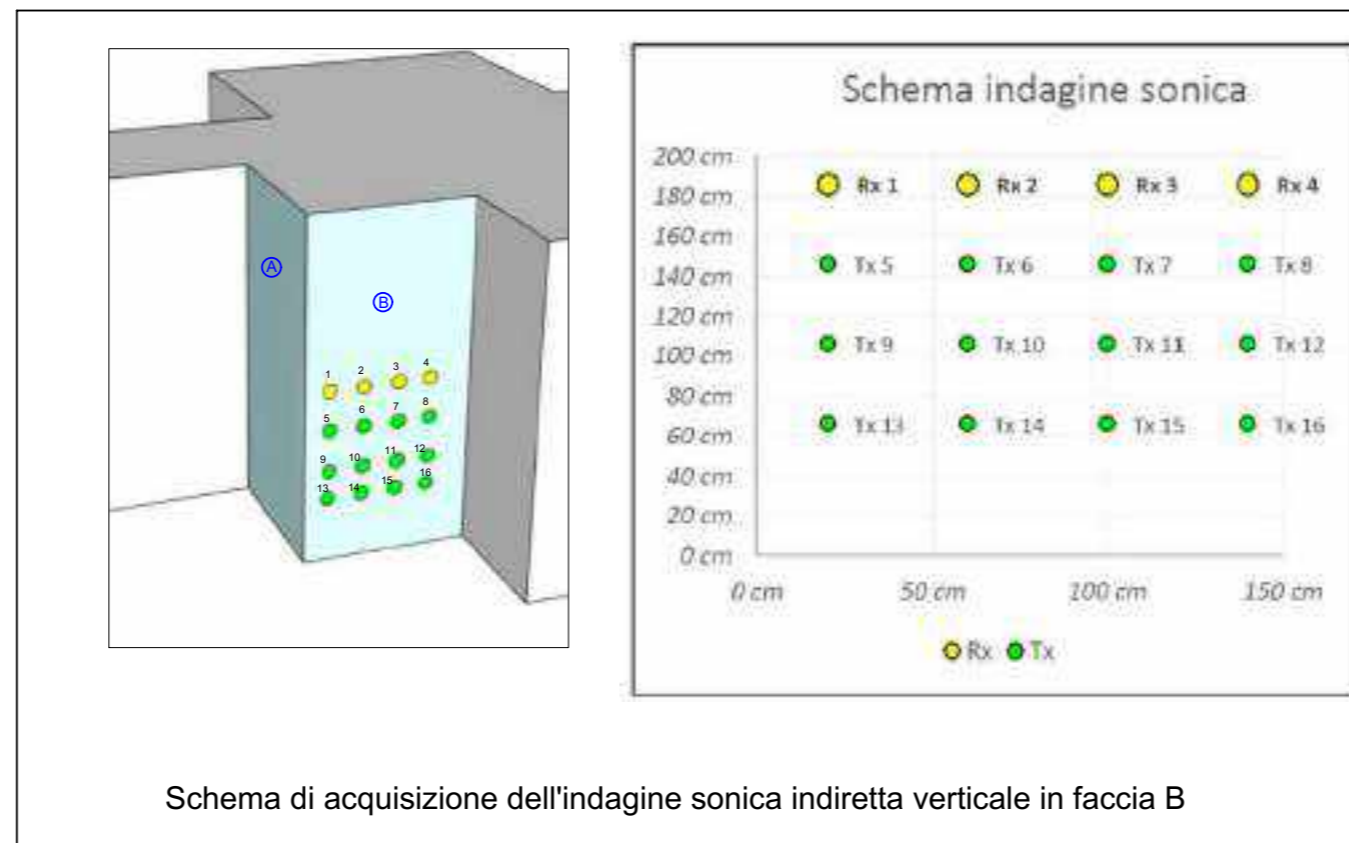 A
B
1 2 3 4
5 6 7 8
9 10 11 12
13 14 15 16
Schema indagine sonica
200 cm
180 cm
160 cm
140 cm
120 cm
100 cm
80 cm
60 cm
40 cm
20 cm
0 cm
Rx 1 Rx 2 Rx 3 Rx 4
Tx 5 Tx 6 Tx 7 Tx 8
Tx 9 Tx 10 Tx 11 Tx 12
Tx 13 Tx 14 Tx 15 Tx 16
0 cm 50 cm 100 cm 150 cm
Rx Tx
Schema di acquisizione dell'indagine sonica indiretta verticale in faccia B